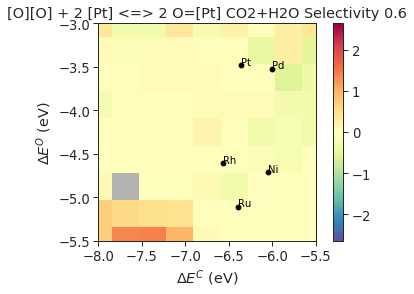 [O][O] + 2 [Pt] <=> 2 O=[Pt] CO2+H2O Selectivity 0.6
−3.0
−3.5
−4.0
−4.5
−5.0
−5.5
ΔE^O (eV)
Pt
Pd
Rh
Ni
Ru
−8.0 −7.5 −7.0 −6.5 −6.0 −5.5
ΔE^C (eV)
2
1
0
−1
−2